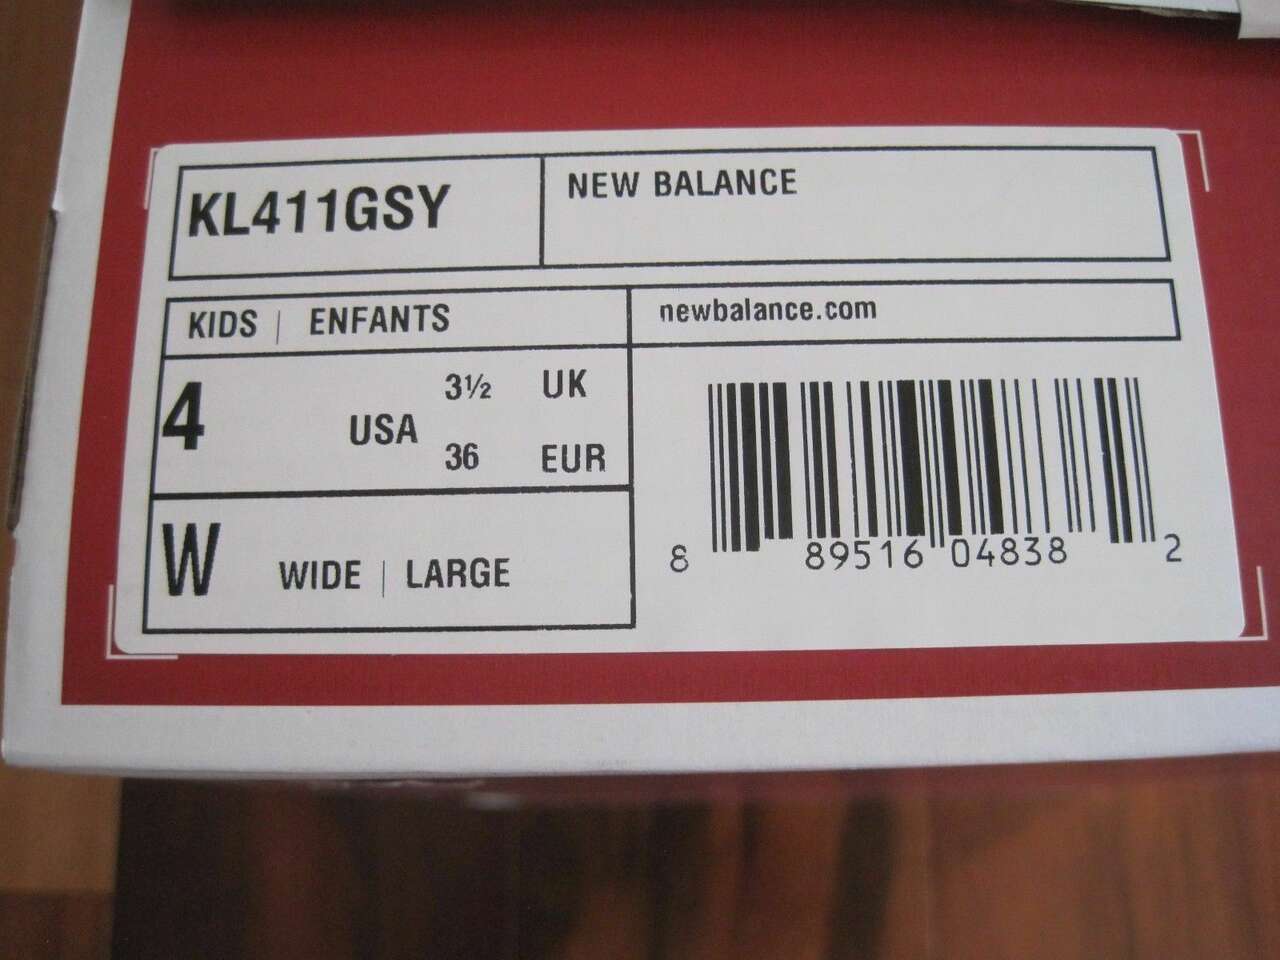 KL411GSY
NEW BALANCE
KIDS | ENFANTS
newbalance.com
4 USA
3½ UK
36 EUR
W WIDE | LARGE
8 89516 04838 2